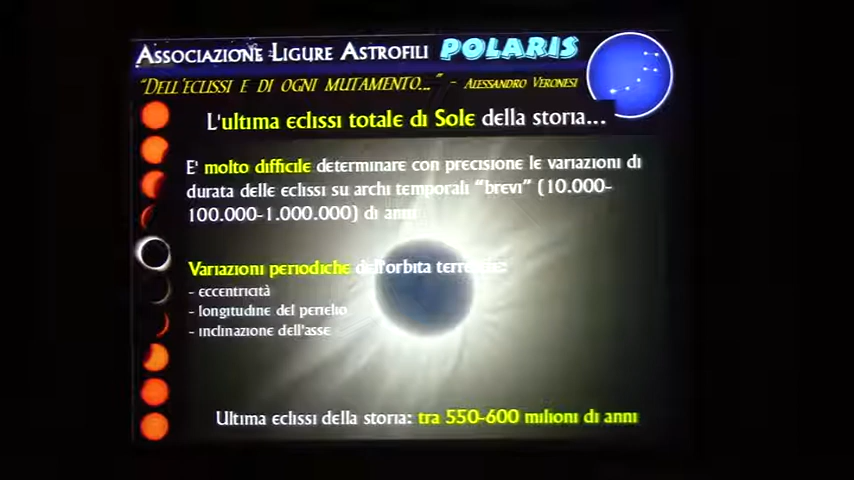 Associazione Ligure Astrofili POLARIS
"Dell'eclissi e di ogni mutamento..." - Alessandro Veronesi
L'ultima eclissi totale di Sole della storia...
E' molto difficile determinare con precisione le variazioni di
durata delle eclissi su archi temporali "brevi" (10.000-
100.000-1.000.000) di anni
Variazioni periodiche dell'orbita terrestre:
- eccentricità
- longitudine del perielio
- inclinazione dell'asse
Ultima eclissi della storia: tra 550-600 milioni di anni